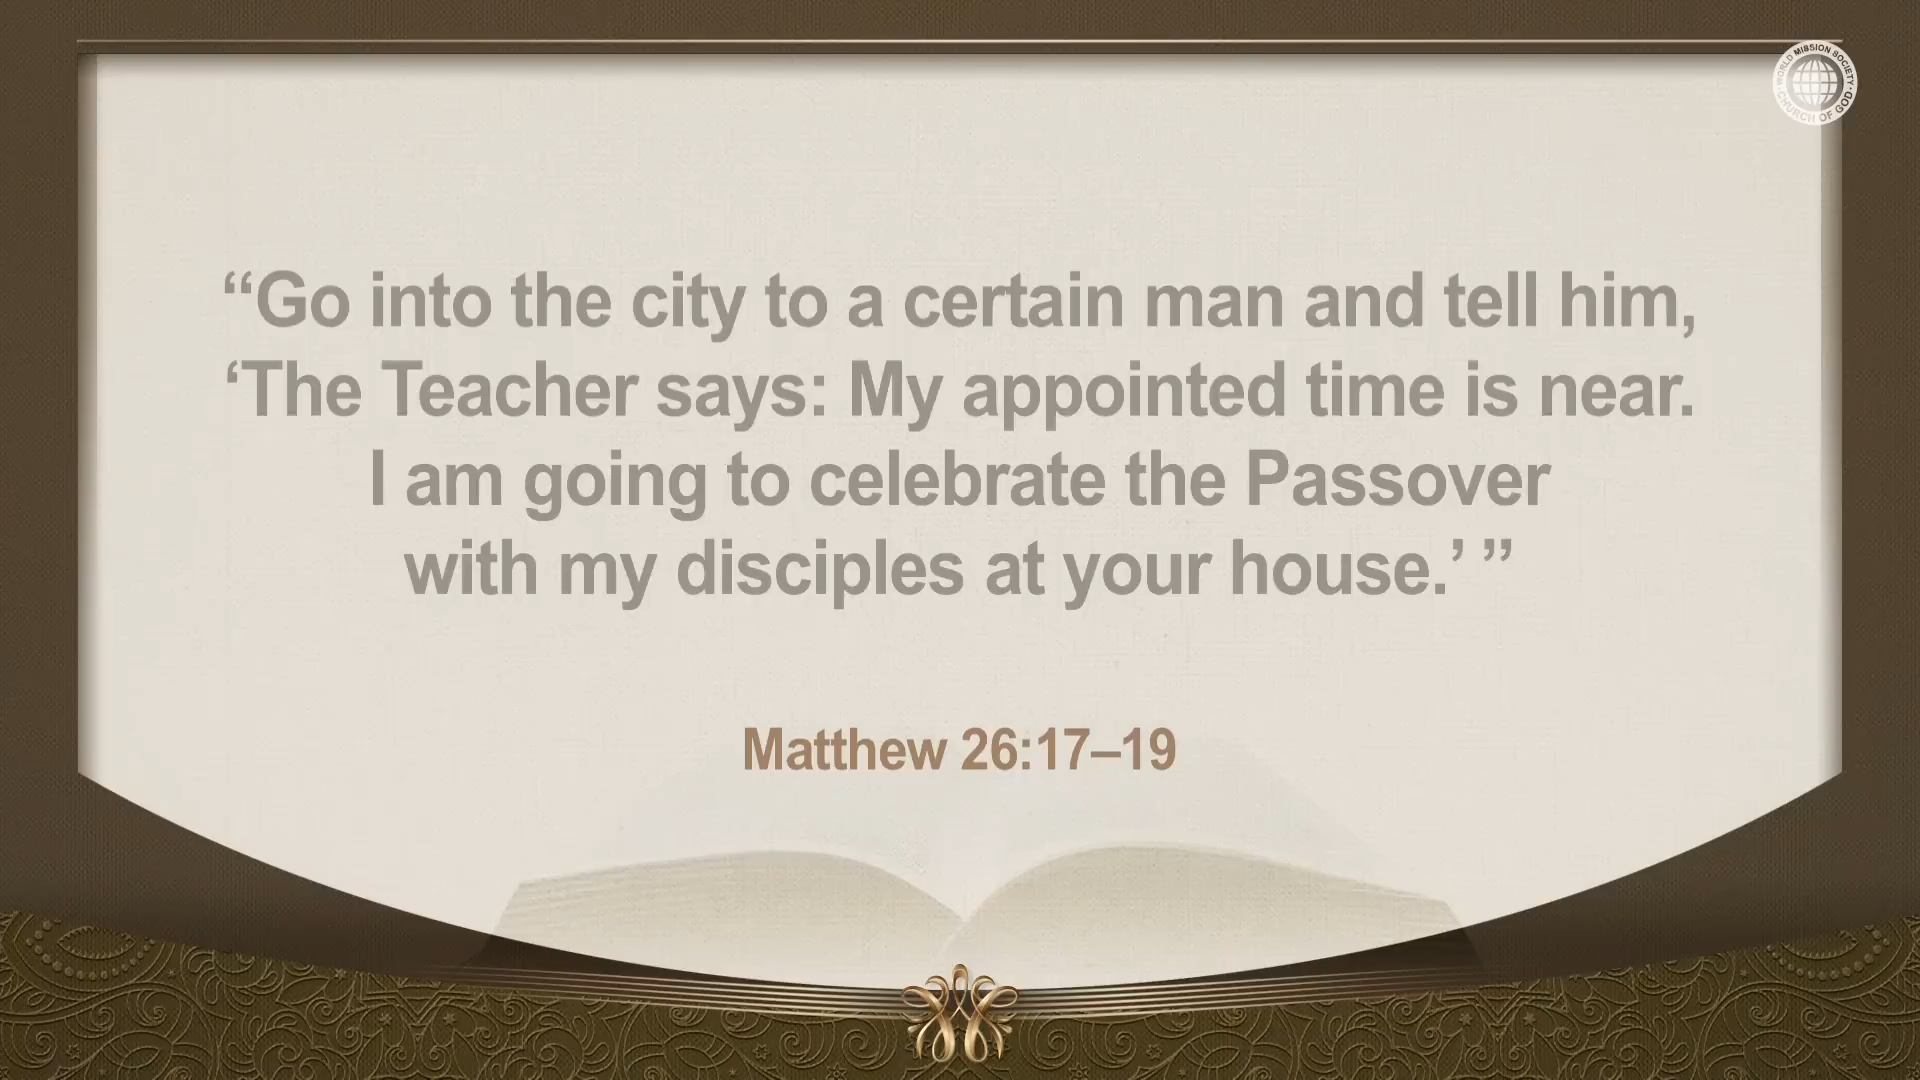 WORLD MISSION SOCIETY
CHURCH OF GOD
“Go into the city to a certain man and tell him,
‘The Teacher says: My appointed time is near.
I am going to celebrate the Passover
with my disciples at your house.’ ”
Matthew 26:17–19